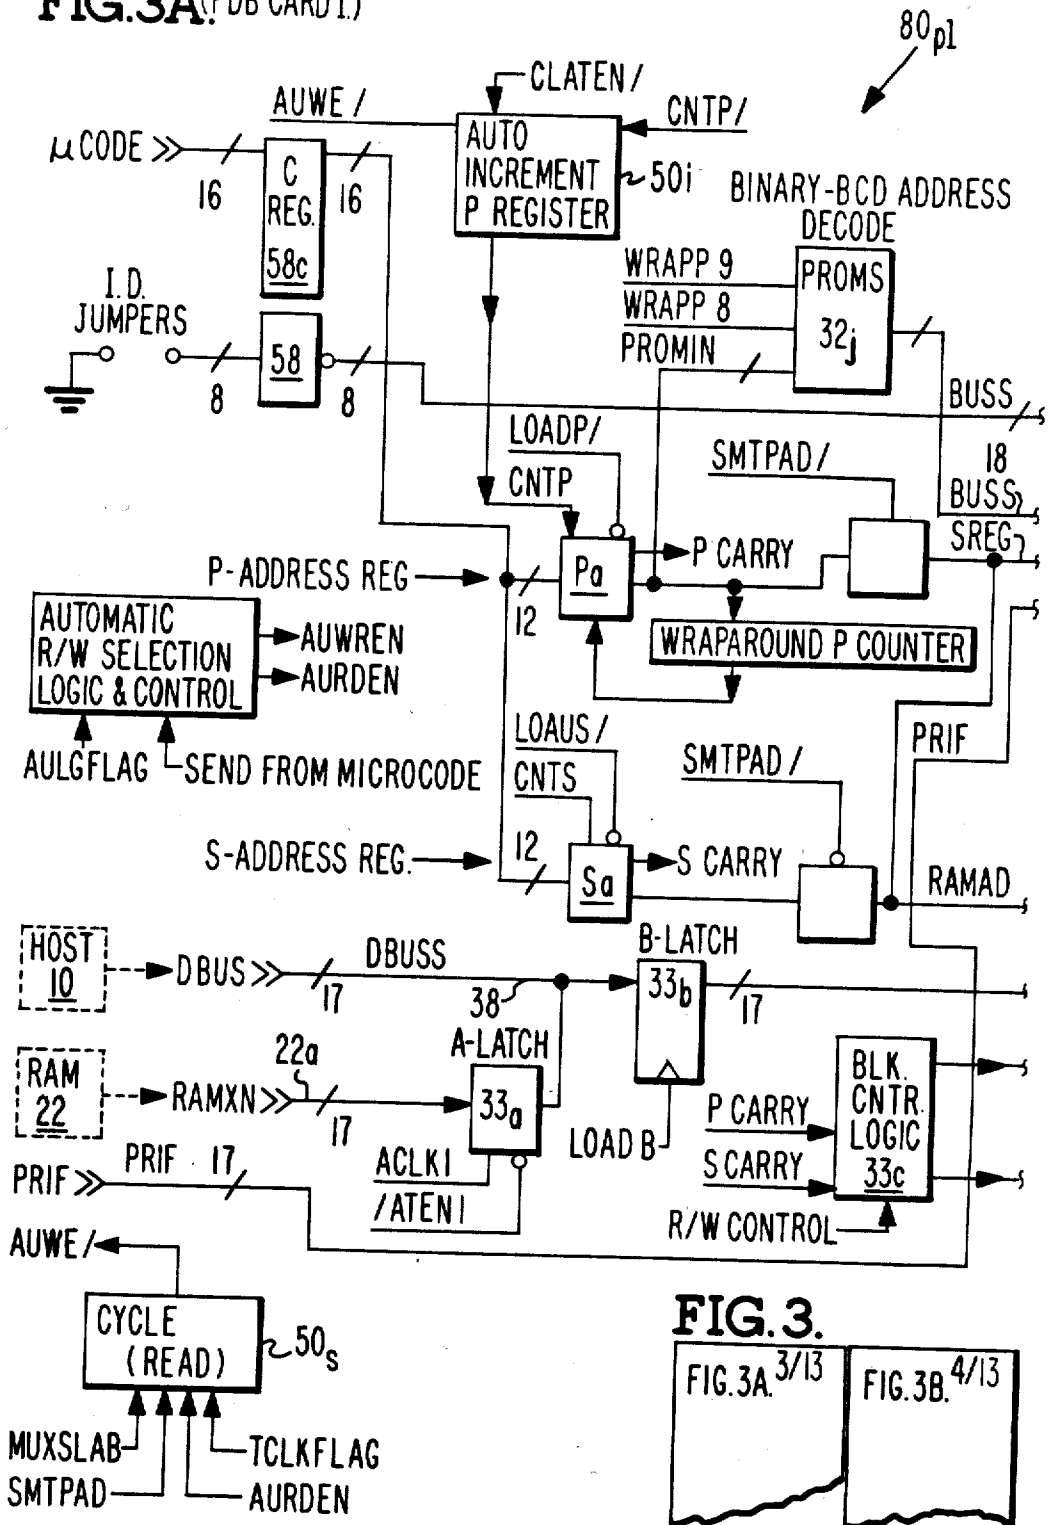 FIG.3A. (PDB CARD 1.)
80pl
CLATEN/
AUWE/
CNTP/
μCODE
16
C
REG.
58c
16
AUTO
INCREMENT
P REGISTER
50i
BINARY-BCD ADDRESS
DECODE
WRAPP 9
WRAPP 8
PROMIN
PROMS
32j
I.D.
JUMPERS
8
58
8
BUSS
18
BUSS
SREG
LOADP/
CNTP
SMTPAD/
P-ADDRESS REG
12
Pa
P CARRY
WRAPAROUND P COUNTER
AUTOMATIC
R/W SELECTION
LOGIC & CONTROL
AUWREN
AURDEN
AULGFLAG
SEND FROM MICROCODE
LOAUS/
CNTS
SMTPAD/
PRIF
S-ADDRESS REG.
12
Sa
S CARRY
RAMAD
HOST
10
DBUS
17
DBUSS
38
B-LATCH
33b
17
LOAD B
RAM
22
RAMXN
22a
17
A-LATCH
33a
ACLK1
/ATEN1
P CARRY
S CARRY
R/W CONTROL
BLK.
CNTR.
LOGIC
33c
PRIF
PRIF
17
AUWE/
CYCLE
(READ)
50s
MUXSLAB
SMTPAD
TCLKFLAG
AURDEN
FIG.3.
FIG.3A. 3/13
FIG.3B. 4/13